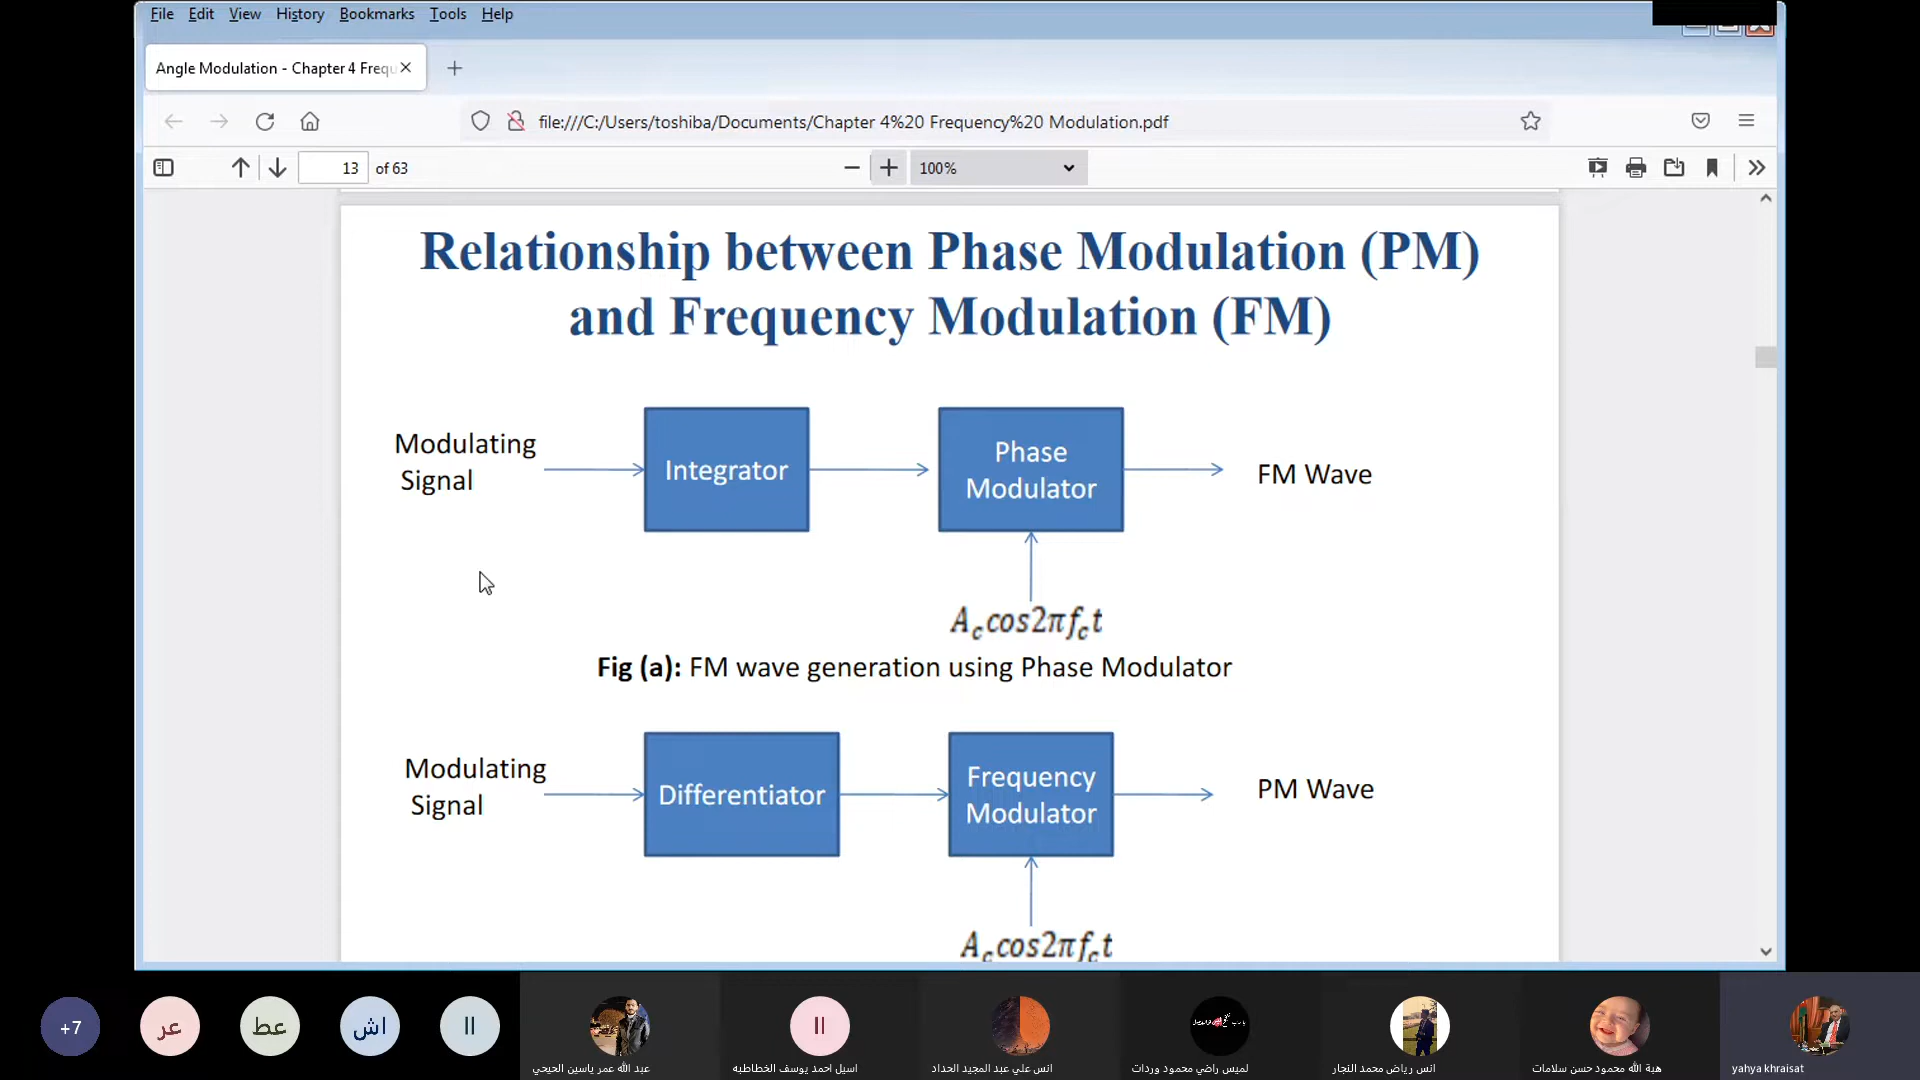 File Edit View History Bookmarks Tools Help
Angle Modulation - Chapter 4 Frequ
file:///C:/Users/toshiba/Documents/Chapter 4%20 Frequency%20 Modulation.pdf
13 of 63
100%
Relationship between Phase Modulation (PM)
and Frequency Modulation (FM)
Modulating
Signal
Integrator
Phase
Modulator
FM Wave
A_c cos2πf_c t
Fig (a): FM wave generation using Phase Modulator
Modulating
Signal
Differentiator
Frequency
Modulator
PM Wave
A_c cos2πf_c t
+7
عر
عط
اش
اا
اا
عبد الله عمر ياسين الحيحي
اسيل احمد يوسف الخطاطبه
انس علي عبد المجيد الحداد
لميس راضي محمود وردات
انس رياض محمد النجار
هبة الله محمود حسن سلامات
yahya khraisat